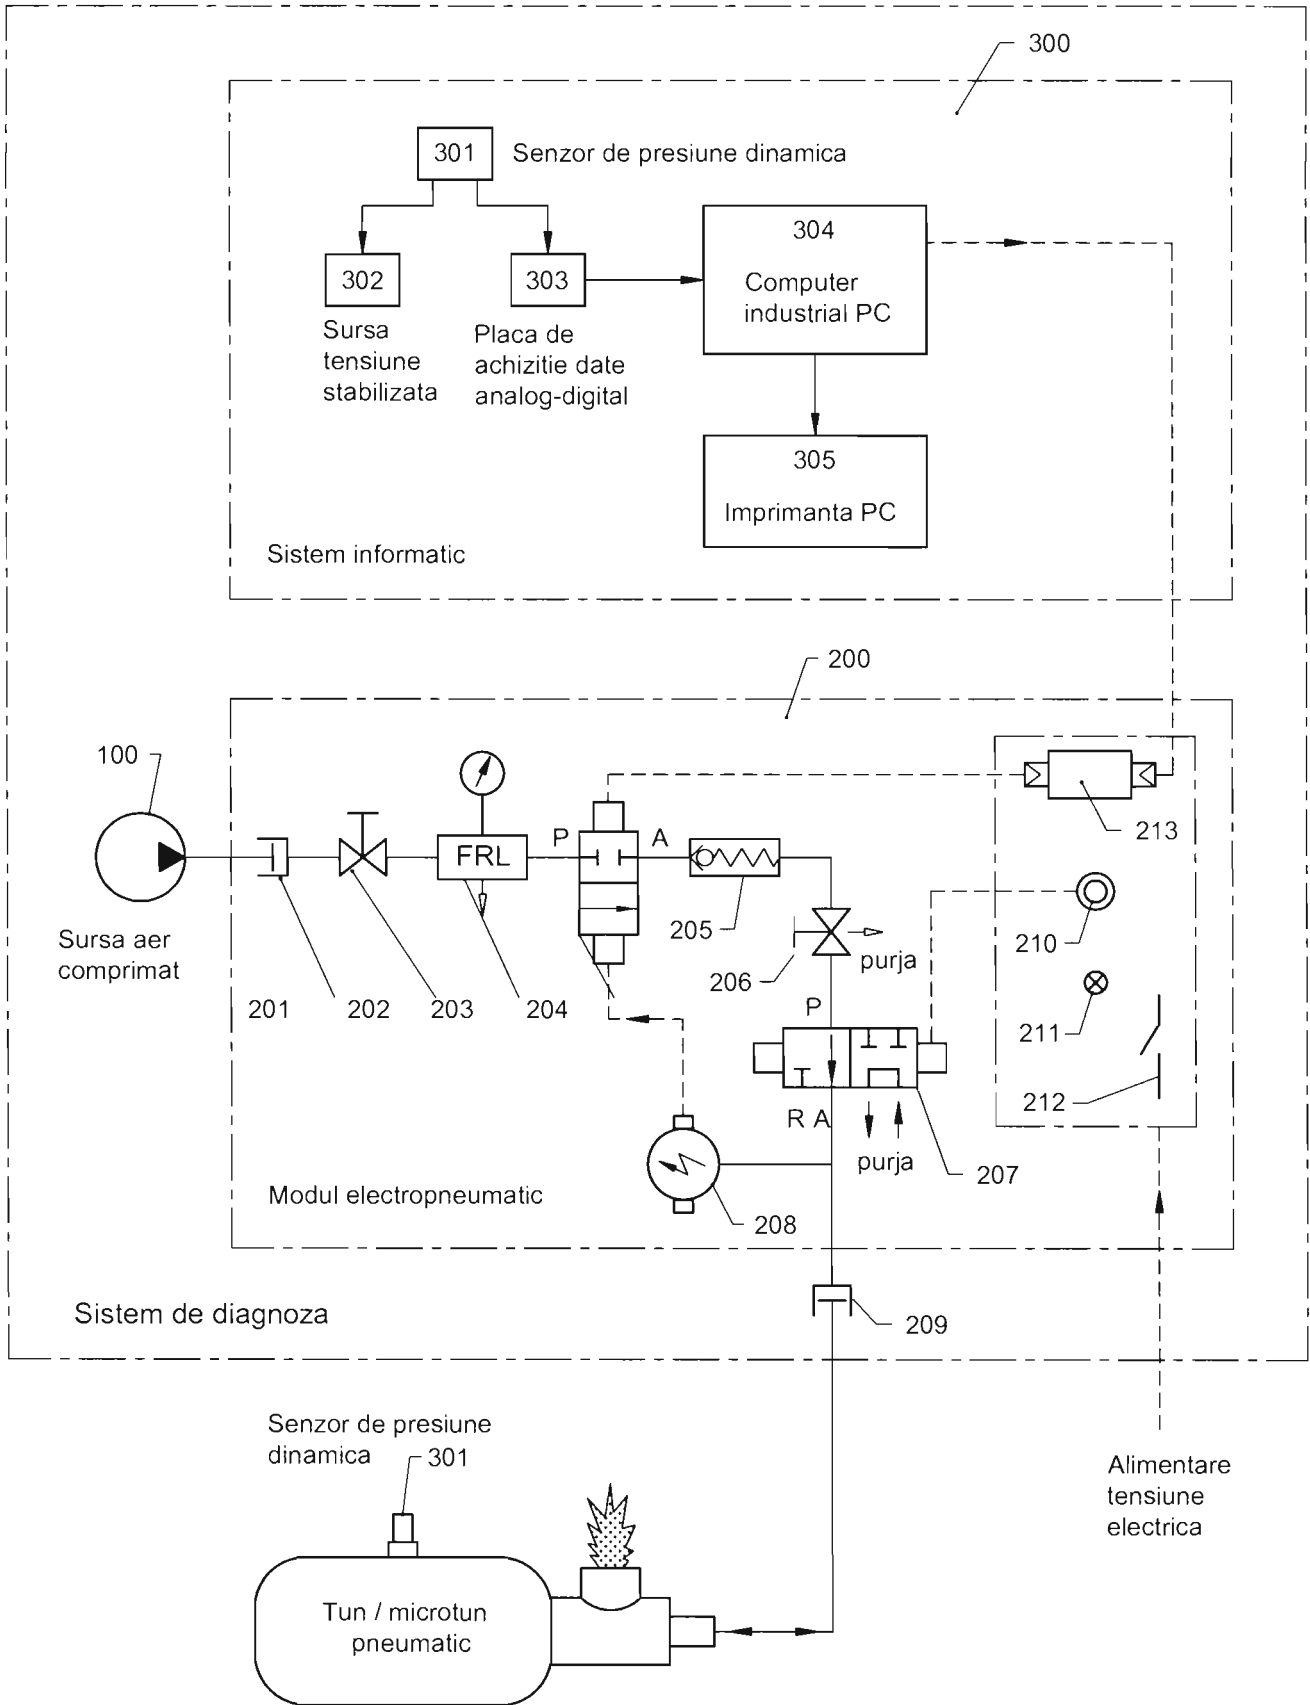 300
301
Senzor de presiune dinamica
304
Computer
industrial PC
302
303
Sursa
tensiune
stabilizata
Placa de
achizitie date
analog-digital
305
Imprimanta PC
Sistem informatic
200
100
213
P
A
FRL
205
210
Sursa aer
comprimat
206
purja
201
202
203
204
P
211
212
R A
purja
207
Modul electropneumatic
208
Sistem de diagnoza
209
Senzor de presiune
dinamica
301
Alimentare
tensiune
electrica
Tun / microtun
pneumatic